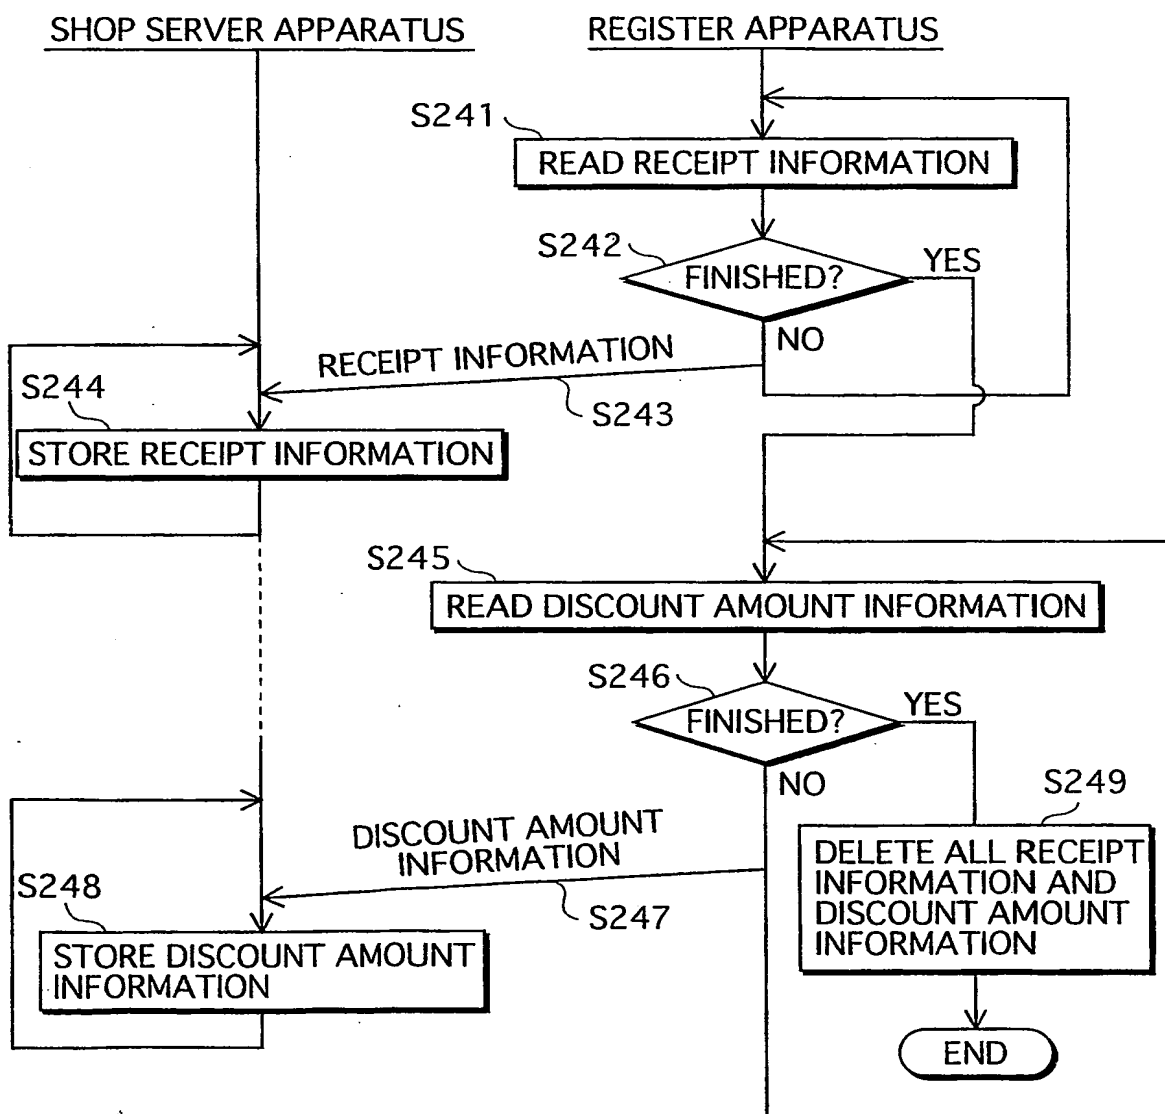 SHOP SERVER APPARATUS
REGISTER APPARATUS
S241
READ RECEIPT INFORMATION
S242
FINISHED?
YES
NO
RECEIPT INFORMATION
S243
S244
STORE RECEIPT INFORMATION
S245
READ DISCOUNT AMOUNT INFORMATION
S246
FINISHED?
YES
NO
S249
DELETE ALL RECEIPT
INFORMATION AND
DISCOUNT AMOUNT
INFORMATION
DISCOUNT AMOUNT
INFORMATION
S247
S248
STORE DISCOUNT AMOUNT
INFORMATION
END